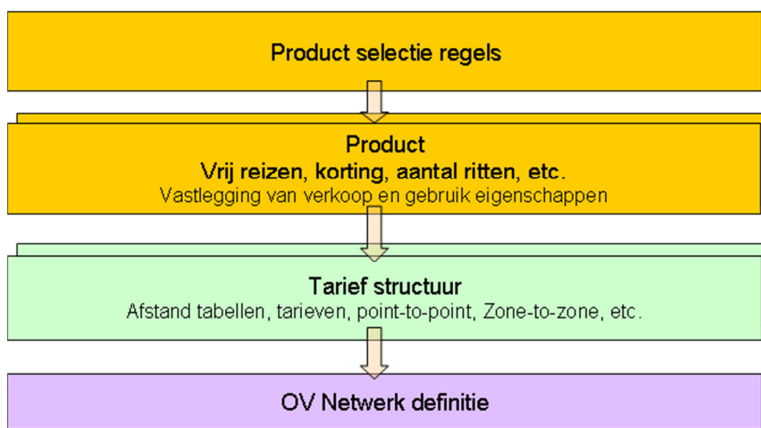 Product selectie regels
Product
Vrij reizen, korting, aantal ritten, etc.
Vastlegging van verkoop en gebruik eigenschappen
Tarief structuur
Afstand tabellen, tarieven, point-to-point, Zone-to-zone, etc.
OV Netwerk definitie